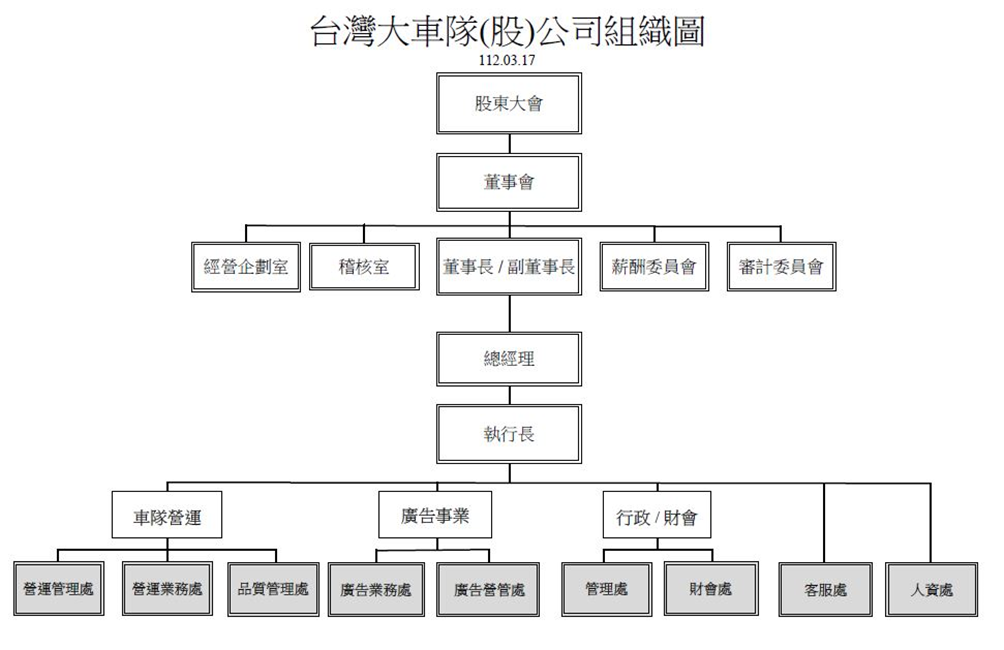 台灣大車隊(股)公司組織圖
112.03.17
股東大會
董事會
經營企劃室
稽核室
董事長 / 副董事長
薪酬委員會
審計委員會
總經理
執行長
車隊營運
廣告事業
行政 / 財會
營運管理處
營運業務處
品質管理處
廣告業務處
廣告營管處
管理處
財會處
客服處
人資處